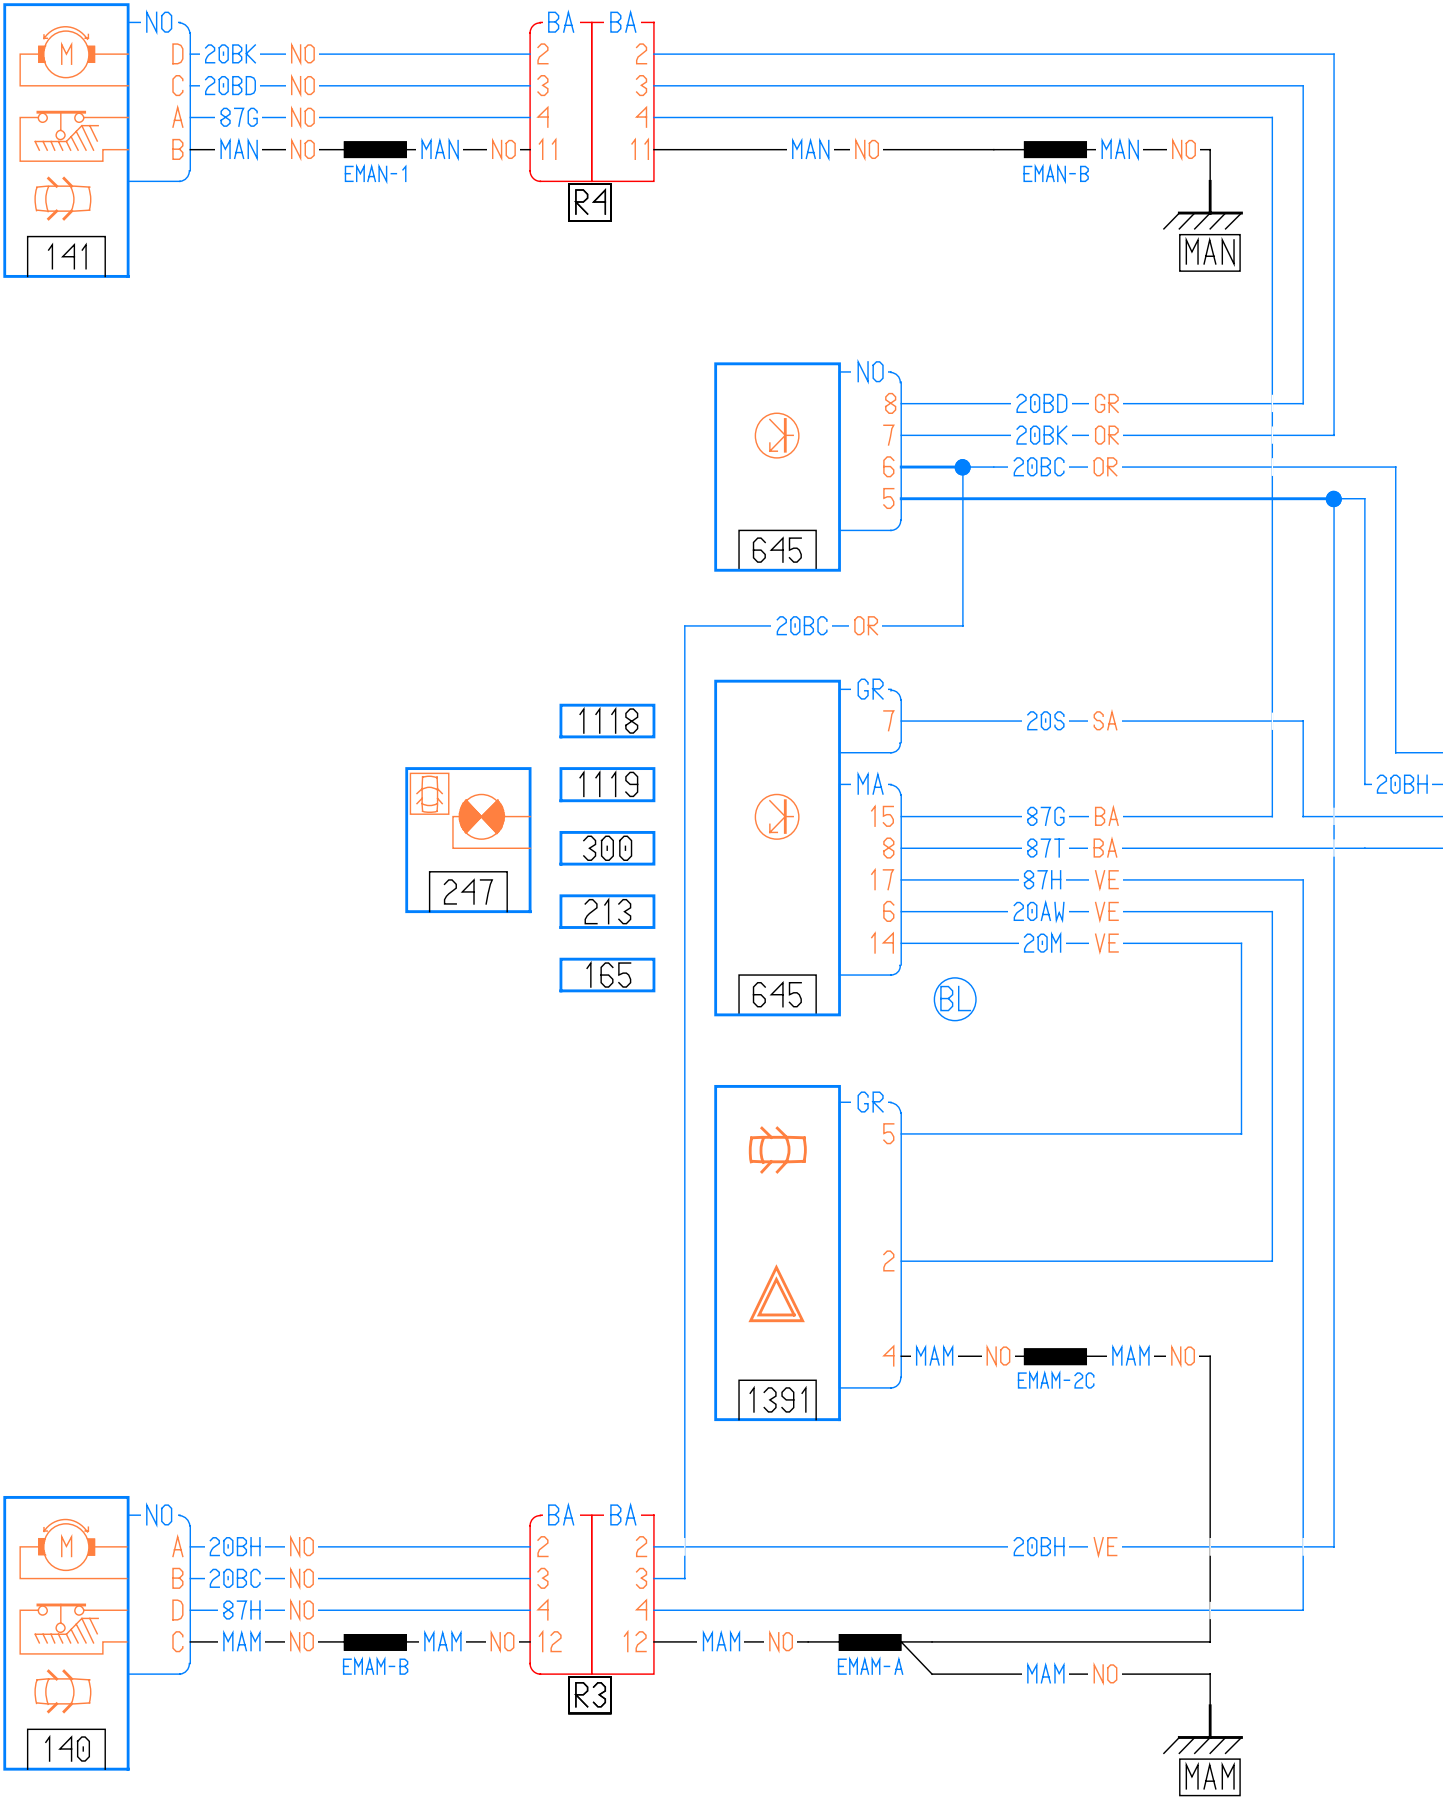 NO BA BA
M D 20BK NO 2 2
C 20BD NO 3 3
A 87G NO 4 4
B MAN NO MAN NO 11 11 MAN NO MAN NO
EMAN-1 EMAN-B
R4
141 MAN
NO
8 20BD GR
7 20BK OR
6 20BC OR
5
645
20BC OR
GR
1118 7 20S SA
1119 MA 20BH
15 87G BA
300 8 87T BA
247 17 87H VE
213 6 20AW VE
14 20M VE
165 645 BL
GR
5
2
4 MAM NO MAM NO
EMAM-2C
1391
NO BA BA
M A 20BH NO 2 2 20BH VE
B 20BC NO 3 3
D 87H NO 4 4
C MAM NO MAM NO 12 12 MAM NO
EMAM-B EMAM-A MAM NO
R3
140 MAM